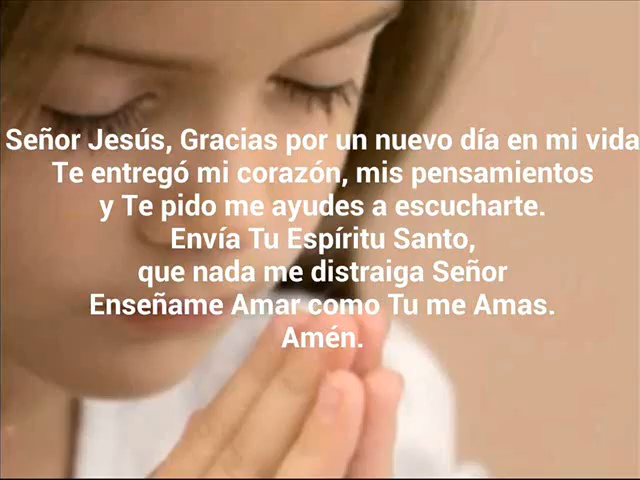 Señor Jesús, Gracias por un nuevo día en mi vida
Te entregó mi corazón, mis pensamientos
y Te pido me ayudes a escucharte.
Envía Tu Espíritu Santo,
que nada me distraiga Señor
Enseñame Amar como Tu me Amas.
Amén.